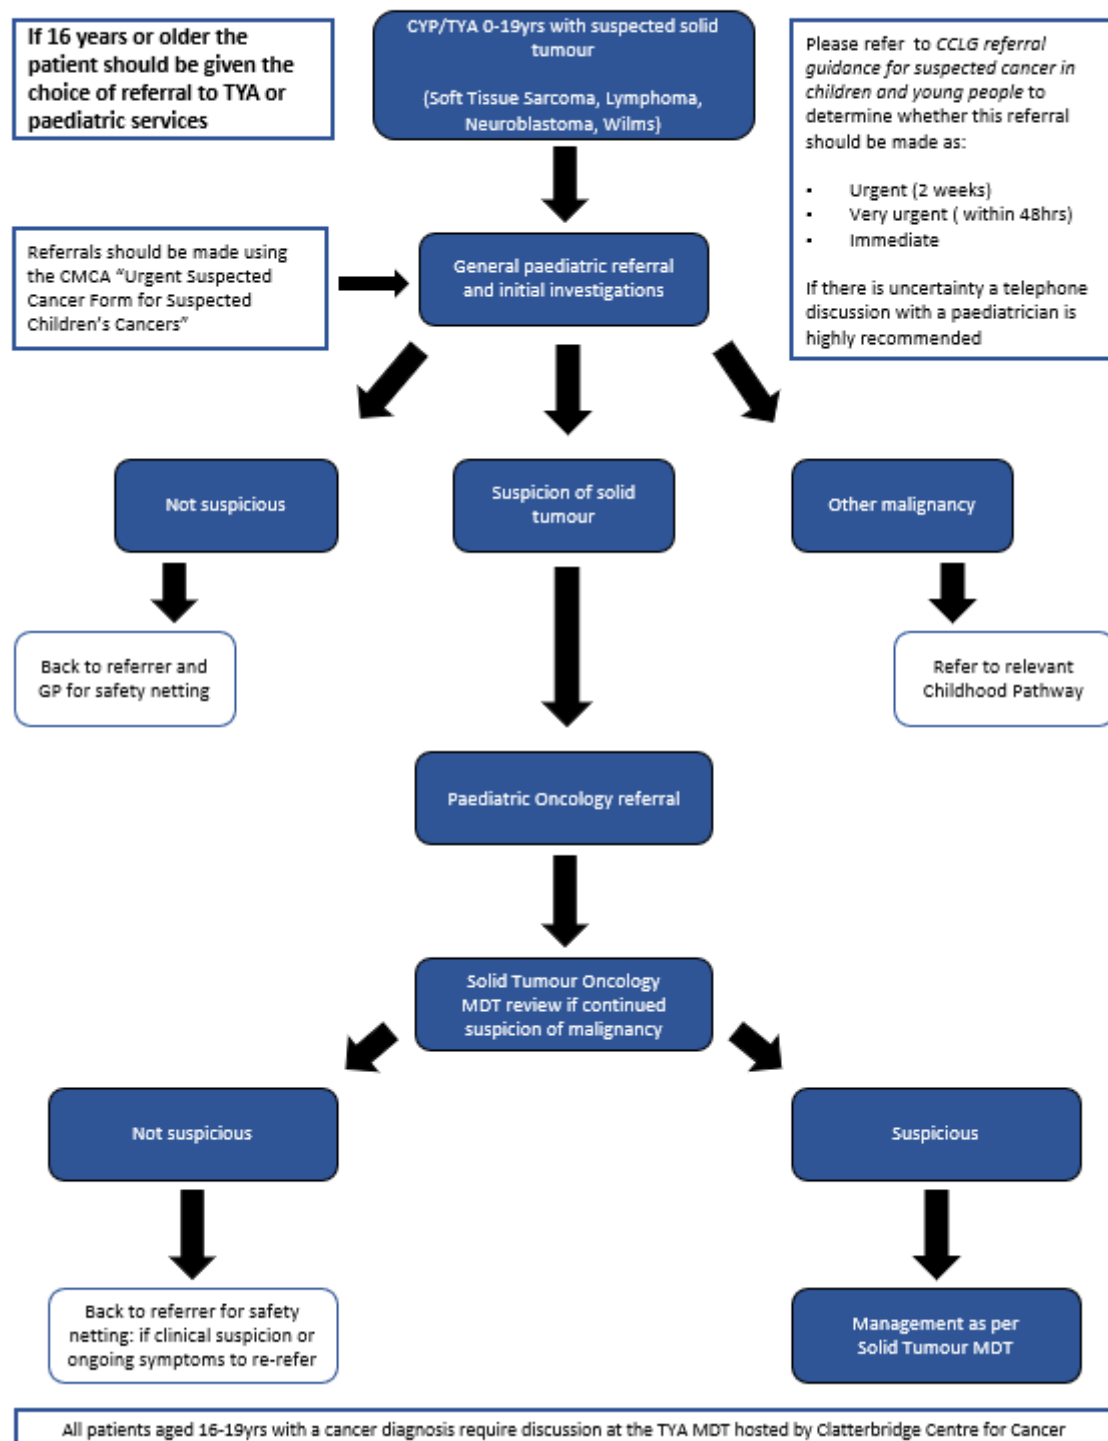 If 16 years or older the
patient should be given the
choice of referral to TYA or
paediatric services
CYP/TYA 0-19yrs with suspected solid
tumour
(Soft Tissue Sarcoma, Lymphoma,
Neuroblastoma, Wilms)
Please refer to CCLG referral
guidance for suspected cancer in
children and young people to
determine whether this referral
should be made as:
▪ Urgent (2 weeks)
▪ Very urgent ( within 48hrs)
▪ Immediate
If there is uncertainty a telephone
discussion with a paediatrician is
highly recommended
Referrals should be made using
the CMCA “Urgent Suspected
Cancer Form for Suspected
Children’s Cancers”
General paediatric referral
and initial investigations
Not suspicious
Suspicion of solid
tumour
Other malignancy
Back to referrer and
GP for safety netting
Refer to relevant
Childhood Pathway
Paediatric Oncology referral
Solid Tumour Oncology
MDT review if continued
suspicion of malignancy
Not suspicious
Suspicious
Back to referrer for safety
netting: if clinical suspicion or
ongoing symptoms to re-refer
Management as per
Solid Tumour MDT
All patients aged 16-19yrs with a cancer diagnosis require discussion at the TYA MDT hosted by Clatterbridge Centre for Cancer